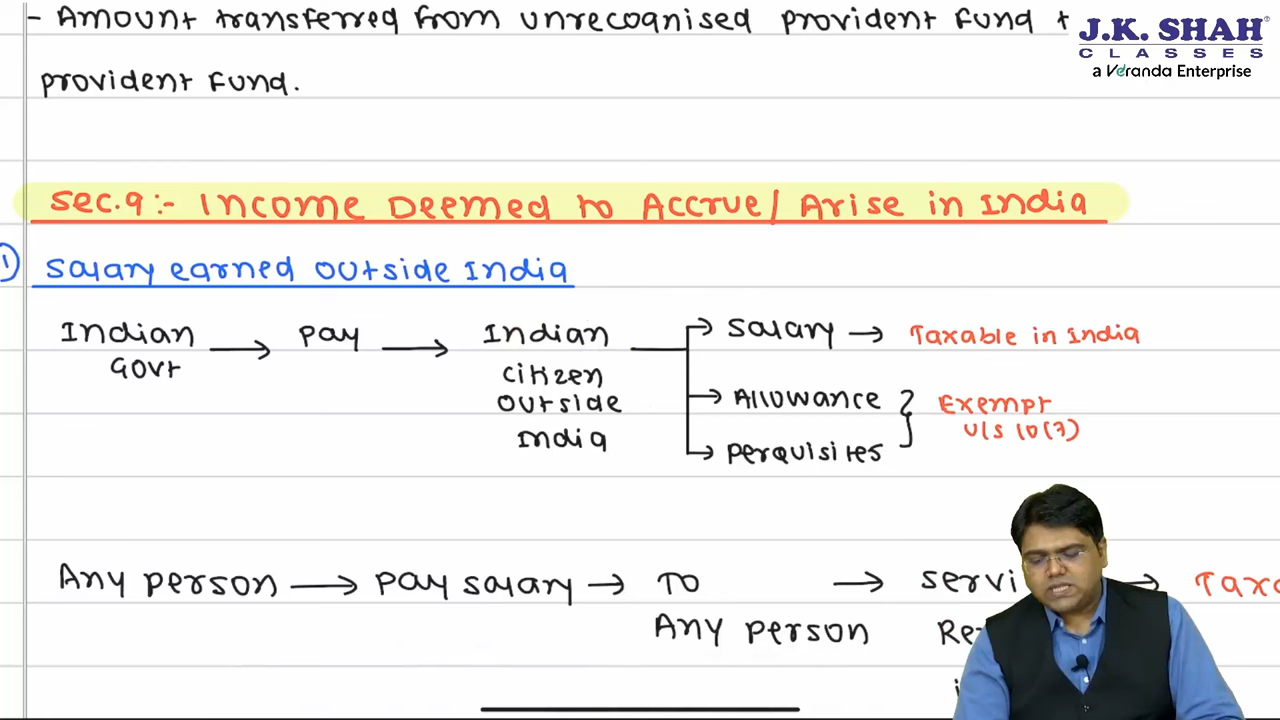 - Amount transferred from unrecognised provident fund t
J.K. SHAH
CLASSES
a Veranda Enterprise
provident fund.
Sec.9:- Income Deemed to Accrue/ Arise in India
1 Salary earned outside India
Indian Govt → pay → Indian citizen outside India
→ Salary → Taxable in India
→ Allowance
→ perquisites
Exempt
u/s 10(7)
Any person → pay salary → To Any person →